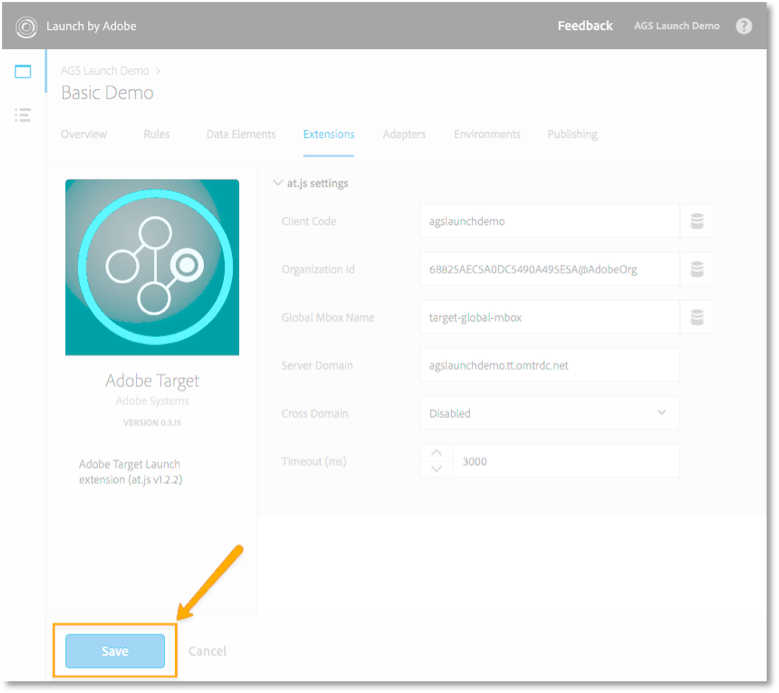 Launch by Adobe
Feedback
AGS Launch Demo
?
AGS Launch Demo >
Basic Demo
Overview Rules Data Elements Extensions Adapters Environments Publishing
at.js settings
Client Code agslaunchdemo
Organization Id 68825AEC5A0DC5490A495E5A@AdobeOrg
Global Mbox Name target-global-mbox
Server Domain agslaunchdemo.tt.omtrdc.net
Cross Domain Disabled
Timeout (ms) 3000
Adobe Target
Adobe Systems
VERSION 0.3.15
Adobe Target Launch
extension (at.js v1.2.2)
Save Cancel